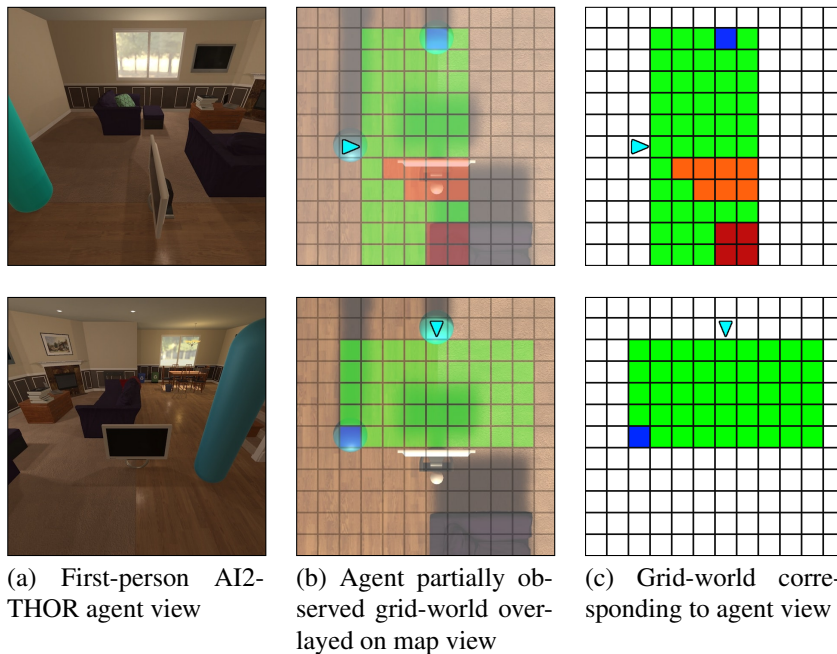 (a) First-person AI2-
THOR agent view
(b) Agent partially ob-
served grid-world over-
layed on map view
(c) Grid-world corre-
sponding to agent view